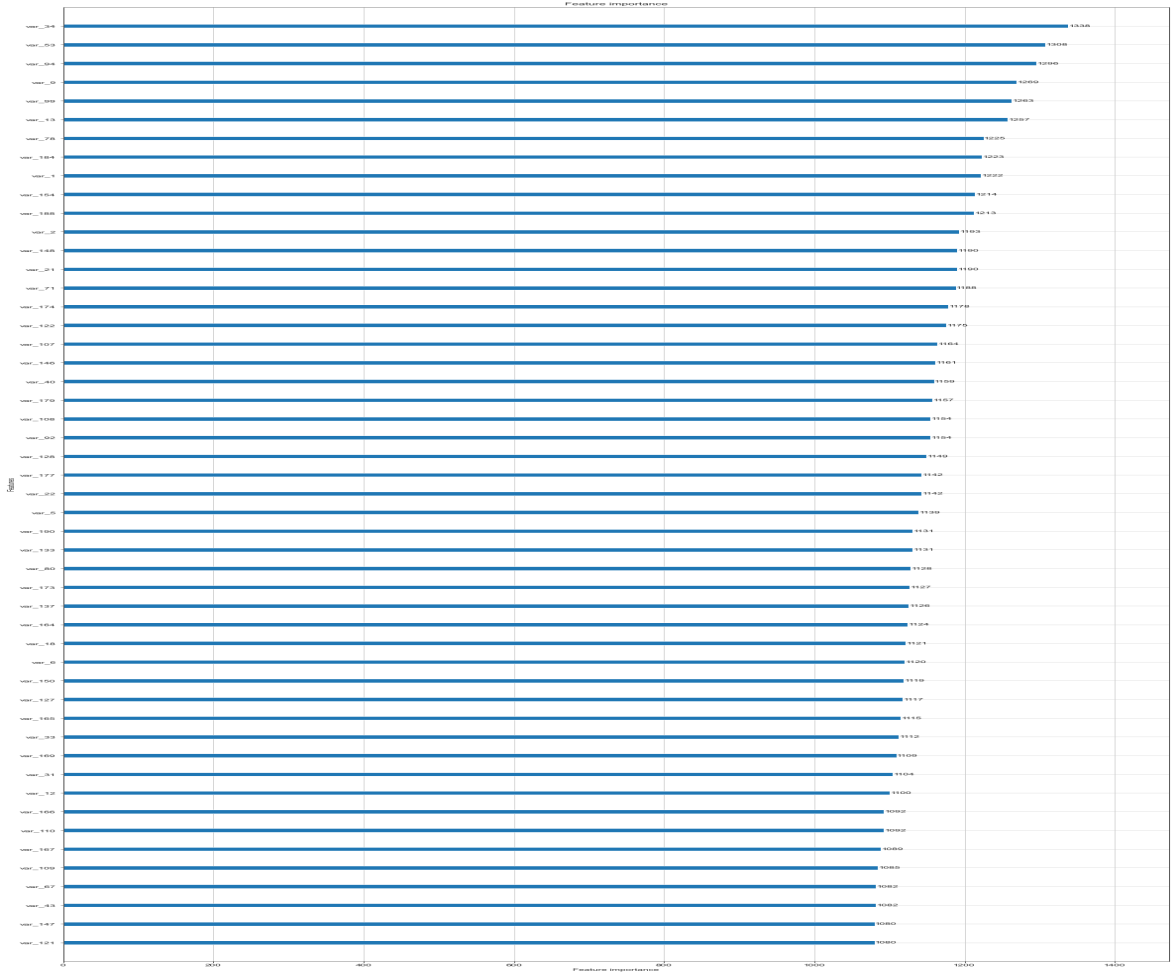 Feature importance
var_34 1338
var_53 1308
var_94 1296
var_0 1269
var_99 1263
var_13 1257
var_78 1225
var_184 1223
var_1 1222
var_154 1214
var_188 1213
var_2 1193
var_148 1190
var_21 1190
var_71 1188
var_174 1178
var_122 1175
var_107 1164
var_146 1161
var_40 1159
var_179 1157
var_108 1154
var_92 1154
var_128 1149
var_177 1142
var_22 1142
Features
var_5 1139
var_190 1131
var_133 1131
var_80 1128
var_173 1127
var_137 1126
var_164 1124
var_18 1121
var_6 1120
var_150 1119
var_127 1117
var_165 1115
var_33 1112
var_169 1109
var_31 1104
var_12 1100
var_166 1092
var_110 1092
var_167 1089
var_109 1085
var_67 1082
var_43 1082
var_147 1080
var_121 1080
0 200 400 600 800 1000 1200 1400
Feature importance